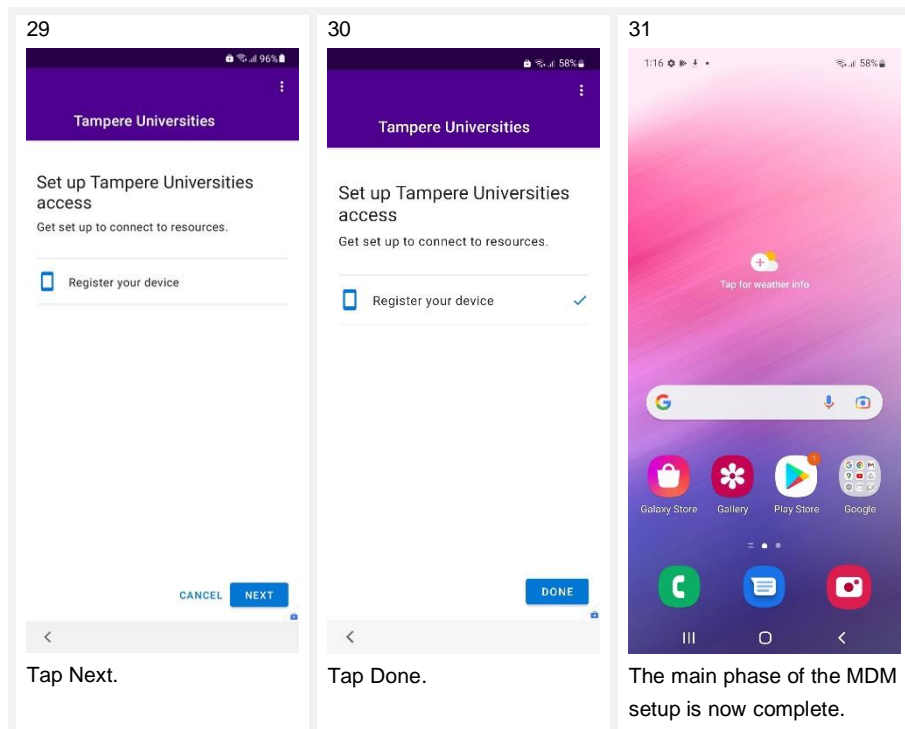 29
96%
Tampere Universities
Set up Tampere Universities
access
Get set up to connect to resources.
Register your device
CANCEL NEXT
Tap Next.
30
58%
Tampere Universities
Set up Tampere Universities
access
Get set up to connect to resources.
Register your device
DONE
Tap Done.
31
1:16 58%
Tap for weather info
1
Galaxy Store Gallery Play Store Google
The main phase of the MDM
setup is now complete.